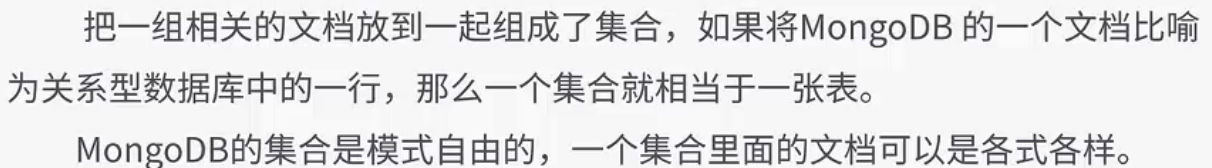 把一组相关的文档放到一起组成了集合，如果将MongoDB 的一个文档比喻
为关系型数据库中的一行，那么一个集合就相当于一张表。
MongoDB的集合是模式自由的，一个集合里面的文档可以是各式各样。